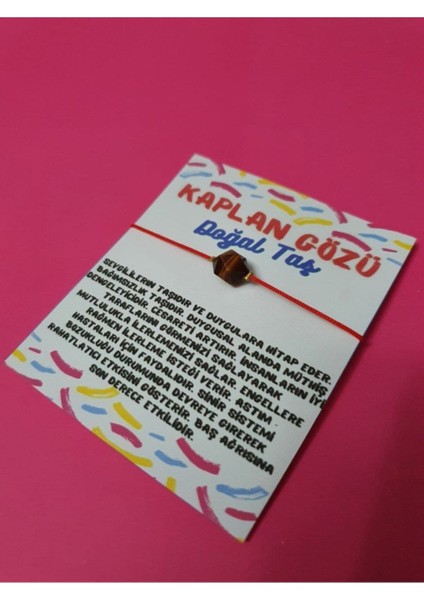 KAPLAN GÖZÜ
Doğal Taş
SEVGİLİLERİN TAŞIDIR VE DUYGULARA HİTAP EDER.
BAĞIMSIZLIK TAŞIDIR. DUYGUSAL ALANDA MÜTHİŞ
DENGELEYİCİDİR. CESARETİ ARTIRIR. İNSANLARIN İYİ
TARAFLARINI GÖRMENİZİ SAĞLAYARAK
MUTLULUKLA İLERLEMENİZİ SAĞLAR. ENGELLERE
RAĞMEN İLERLEME İSTEĞİ VERİR. ASTIM
HASTALARI İÇİN FAYDALIDIR. SİNİR SİSTEMİ
BOZUKLUĞU DURUMUNDA DEVREYE GİREREK
RAHATLATICI ETKİSİNİ GÖSTERİR. BAŞ AĞRISINA
SON DERECE ETKİLİDİR.